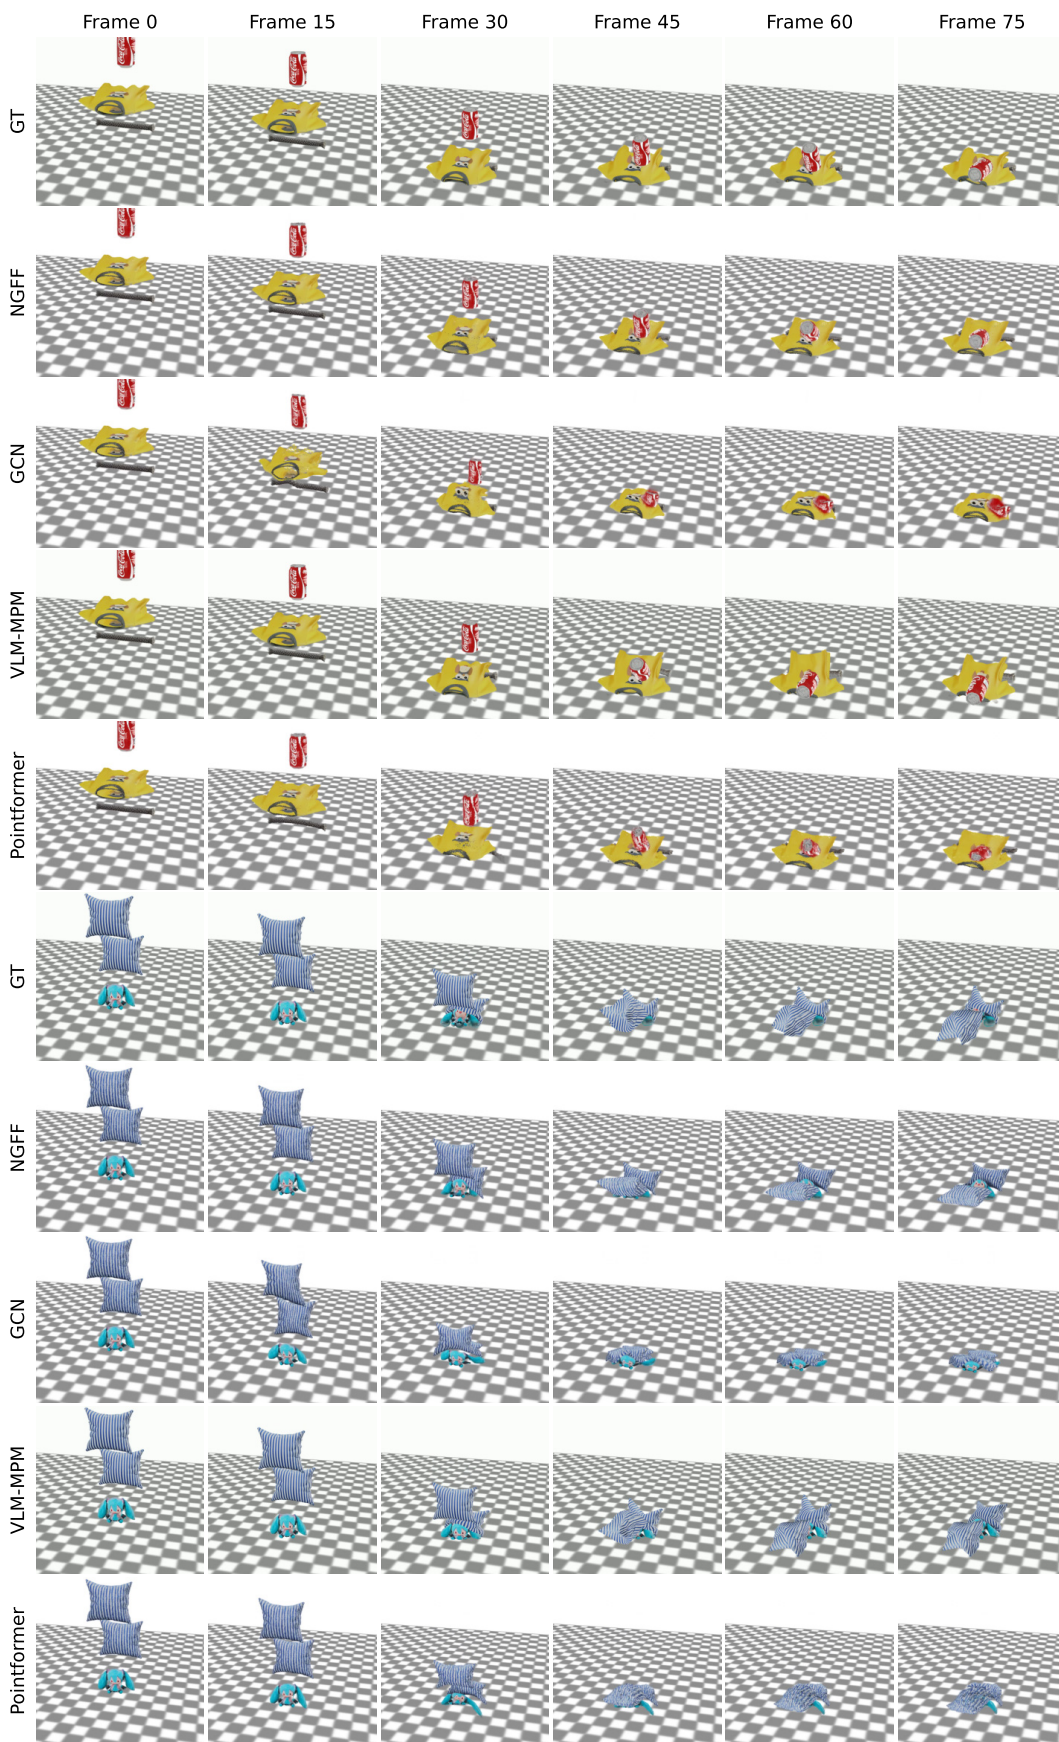 Frame 0 Frame 15 Frame 30 Frame 45 Frame 60 Frame 75
GT
NGFF
GCN
VLM-MPM
Pointformer
GT
NGFF
GCN
VLM-MPM
Pointformer